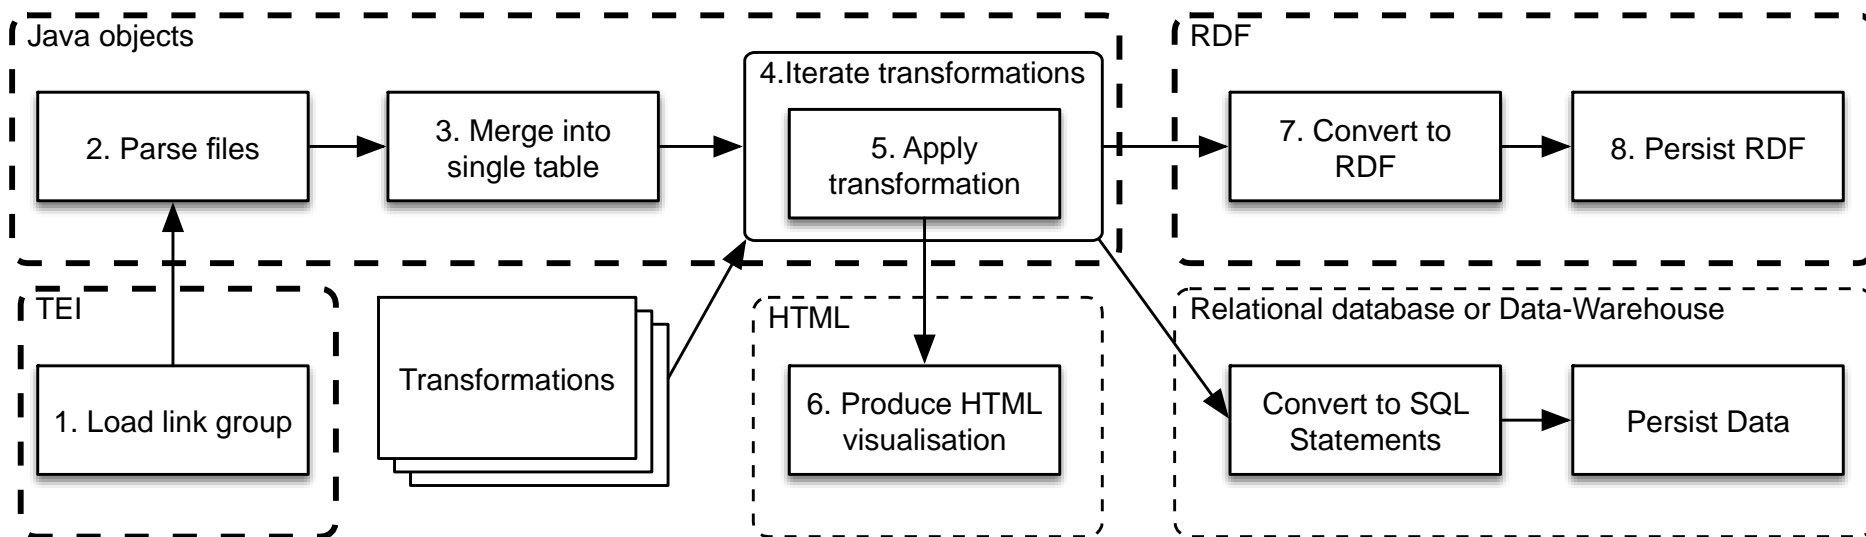 Java objects
2. Parse files
3. Merge into
single table
4.Iterate transformations
5. Apply
transformation
RDF
7. Convert to
RDF
8. Persist RDF
TEI
1. Load link group
Transformations
HTML
6. Produce HTML
visualisation
Relational database or Data-Warehouse
Convert to SQL
Statements
Persist Data